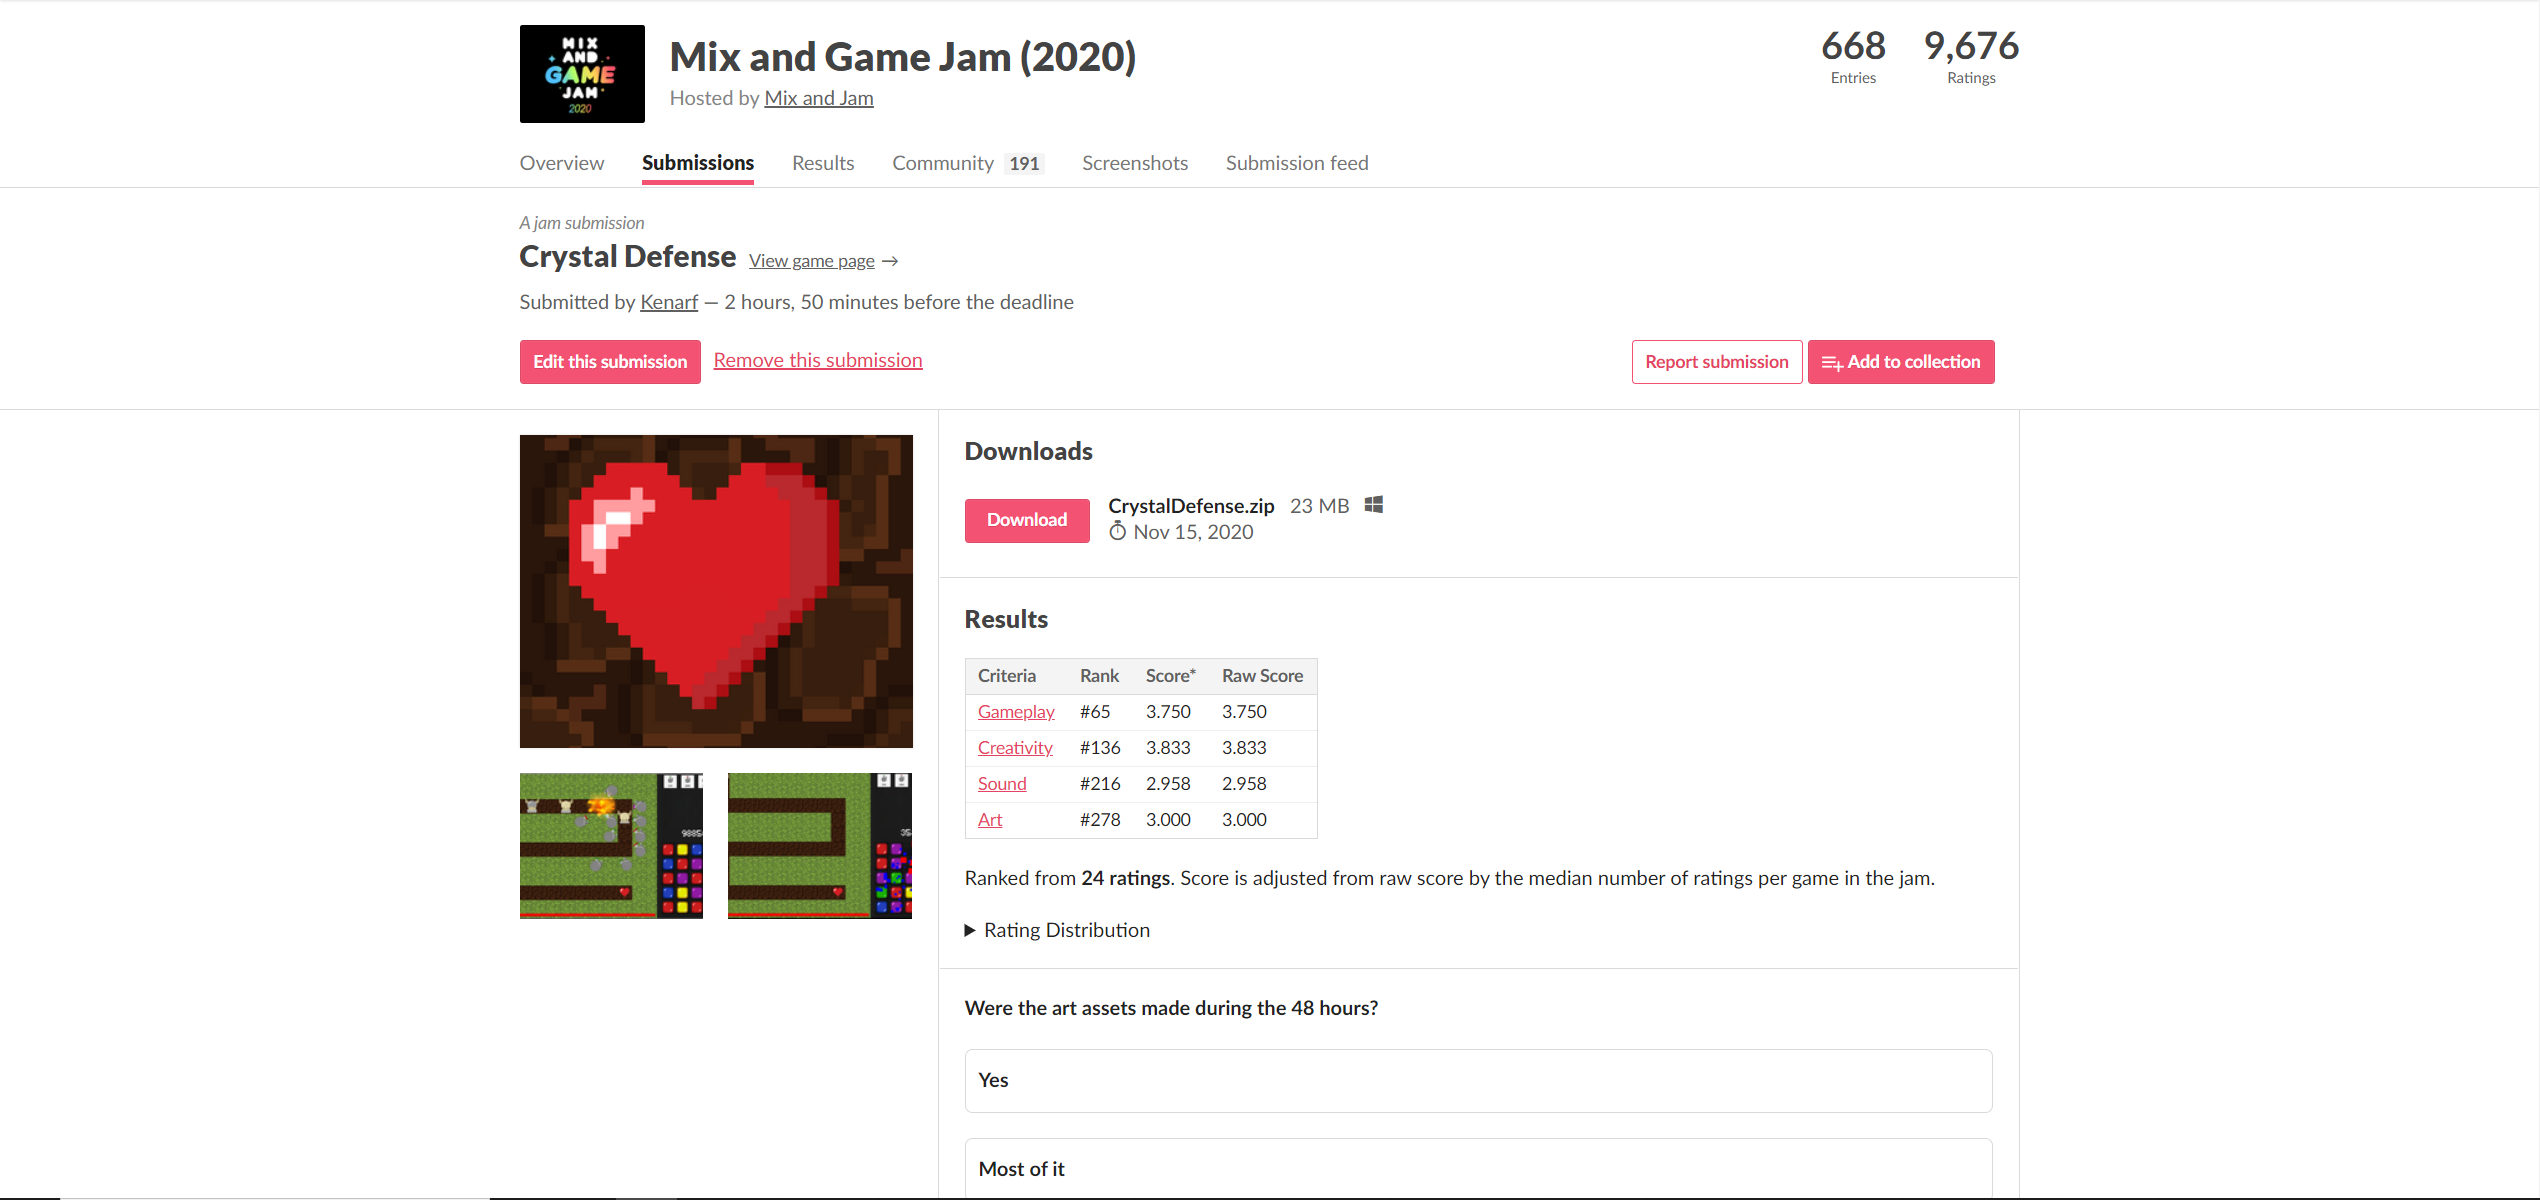 MIX
AND
GAME
JAM
2020
Mix and Game Jam (2020)
Hosted by Mix and Jam
668
Entries
9,676
Ratings
Overview
Submissions
Results
Community 191
Screenshots
Submission feed
A jam submission
Crystal Defense View game page →
Submitted by Kenarf — 2 hours, 50 minutes before the deadline
Edit this submission
Remove this submission
Report submission
Add to collection
Downloads
Download
CrystalDefense.zip 23 MB
Nov 15, 2020
Results
Criteria Rank Score* Raw Score
Gameplay #65 3.750 3.750
Creativity #136 3.833 3.833
Sound #216 2.958 2.958
Art #278 3.000 3.000
Ranked from 24 ratings. Score is adjusted from raw score by the median number of ratings per game in the jam.
Rating Distribution
Were the art assets made during the 48 hours?
Yes
Most of it